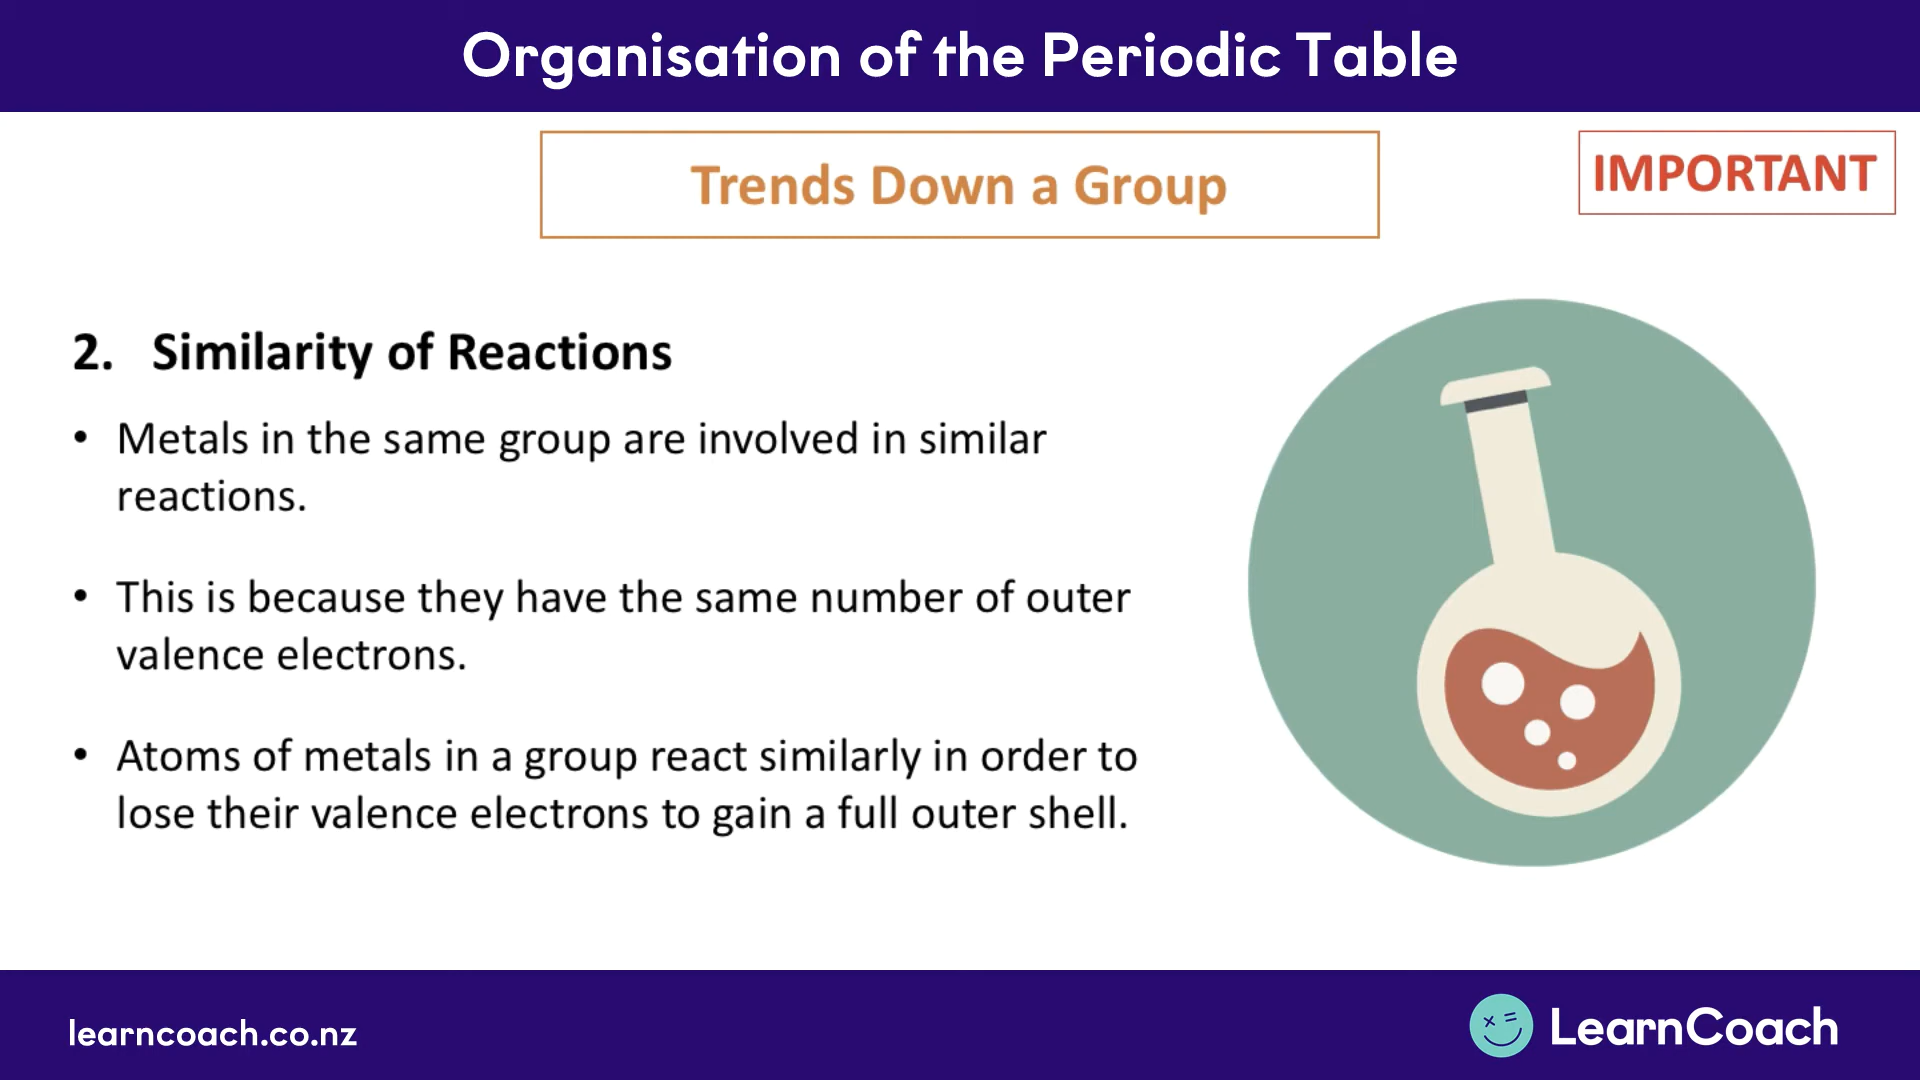 Organisation of the Periodic Table
Trends Down a Group
IMPORTANT
2. Similarity of Reactions
• Metals in the same group are involved in similar
reactions.
• This is because they have the same number of outer
valence electrons.
• Atoms of metals in a group react similarly in order to
lose their valence electrons to gain a full outer shell.
learncoach.co.nz
LearnCoach